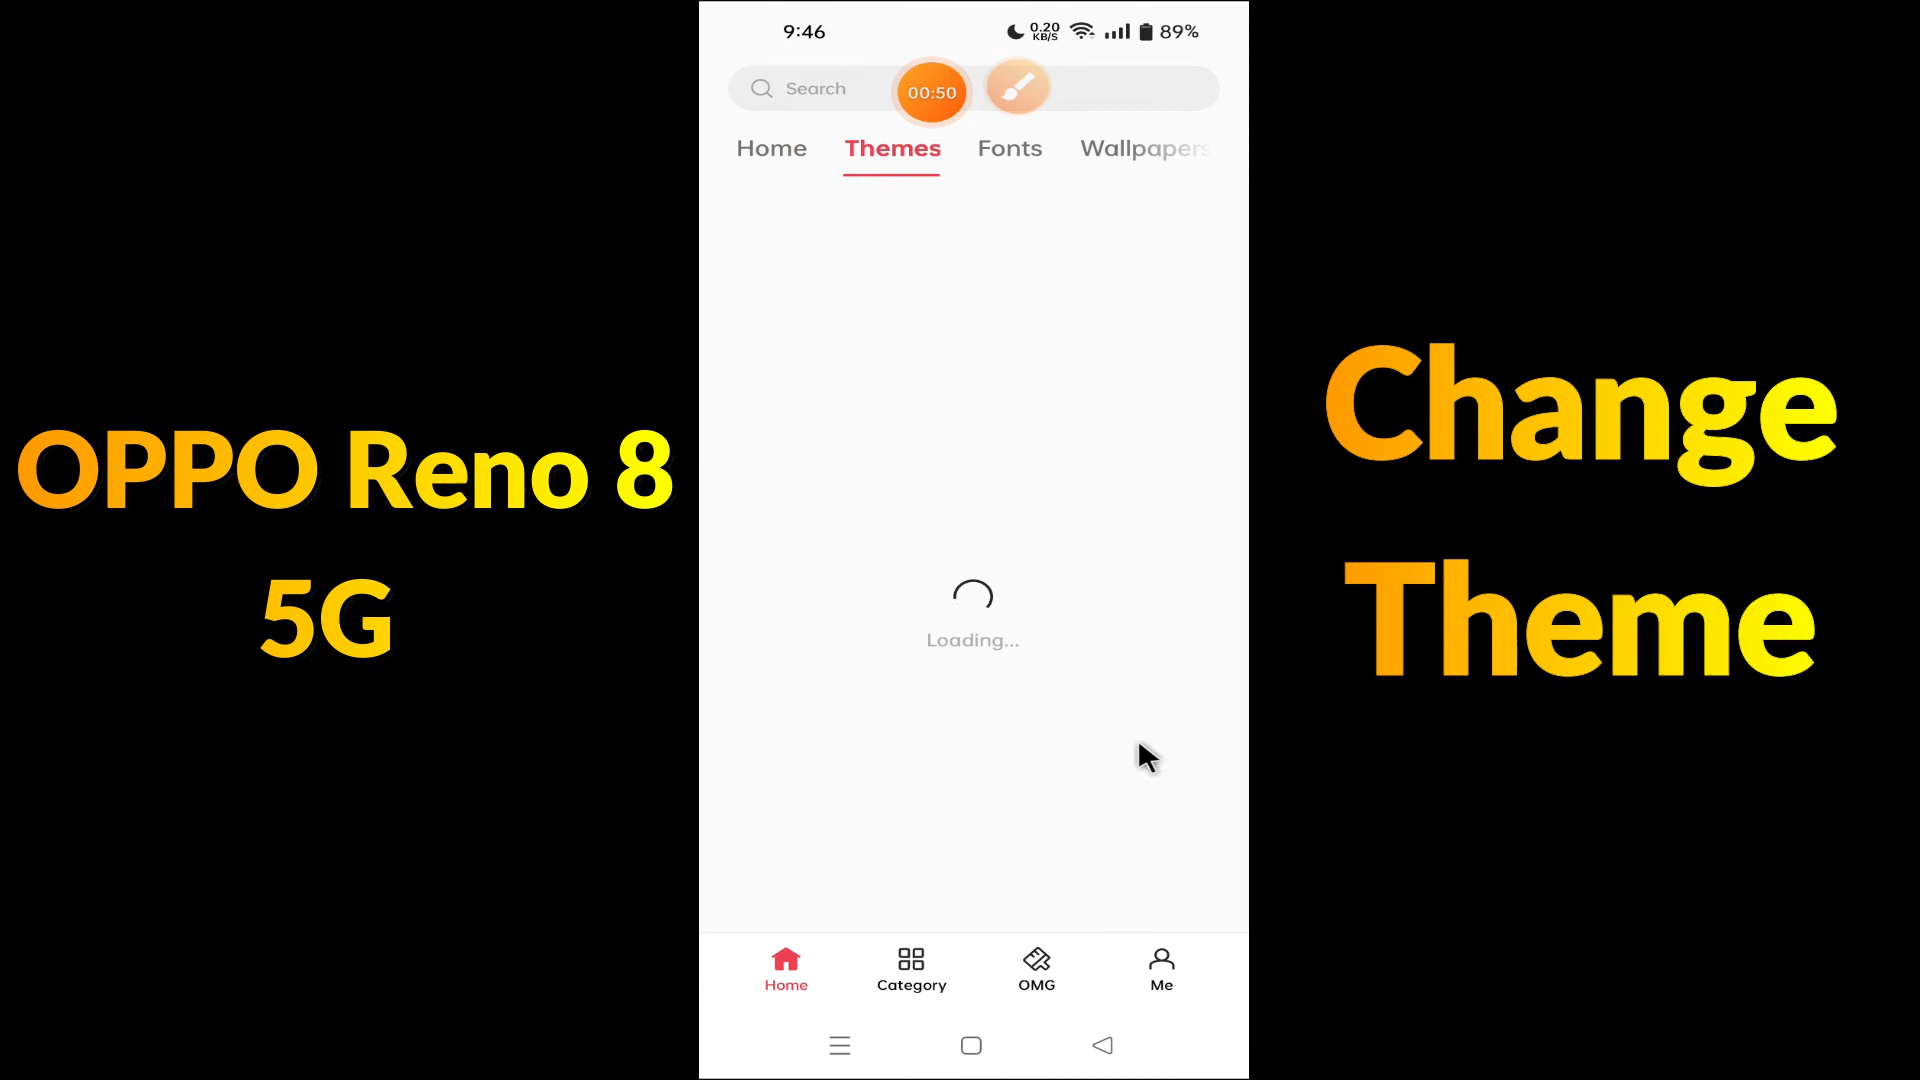 9:46
0.20
KB/S
89%
Search
00:50
Home Themes Fonts Wallpapers
OPPO Reno 8
5G
Change
Theme
Loading...
Home Category OMG Me